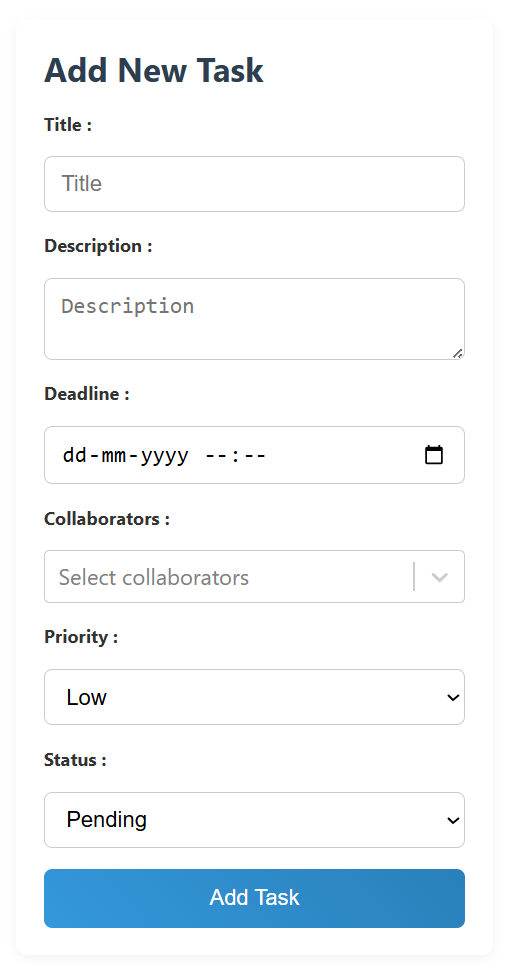 Add New Task
Title :
Title
Description :
Description
Deadline :
dd-mm-yyyy --:--
Collaborators :
Select collaborators
Priority :
Low
Status :
Pending
Add Task